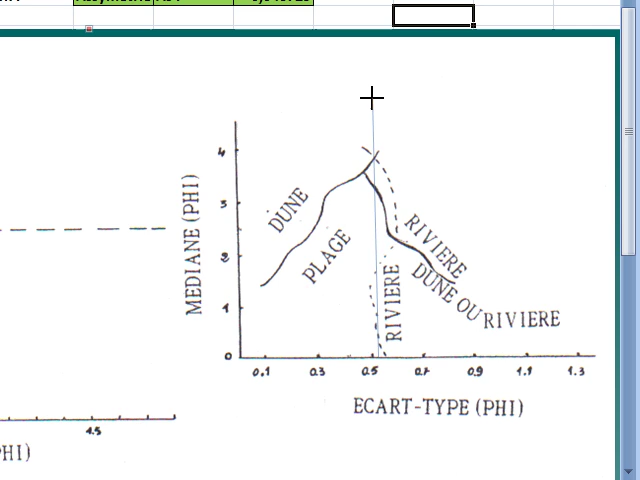 4
3
2
1
0
MEDIANE (PHI)
DUNE
PLAGE
RIVIERE
RIVIERE
DUNE OU RIVIERE
0.1 0.3 0.5 0.7 0.9 1.1 1.3
ECART-TYPE (PHI)
4.5
PHI)